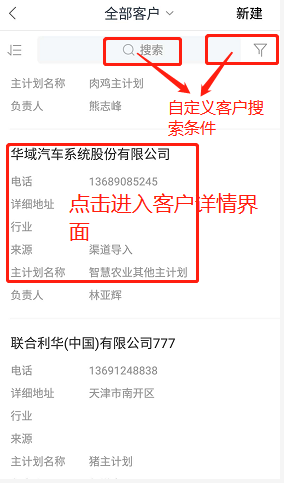 全部客户 新建
搜索
主计划名称 肉鸡主计划
负责人 熊志峰
自定义客户搜
索条件
华域汽车系统股份有限公司
电话 13689085245
详细地址
行业
来源 渠道导入
主计划名称 智慧农业其他主计划
负责人 林亚辉
点击进入客户详情界
面
联合利华(中国)有限公司777
电话 13691248838
详细地址 天津市南开区
行业
来源
主计划名称 猪主计划